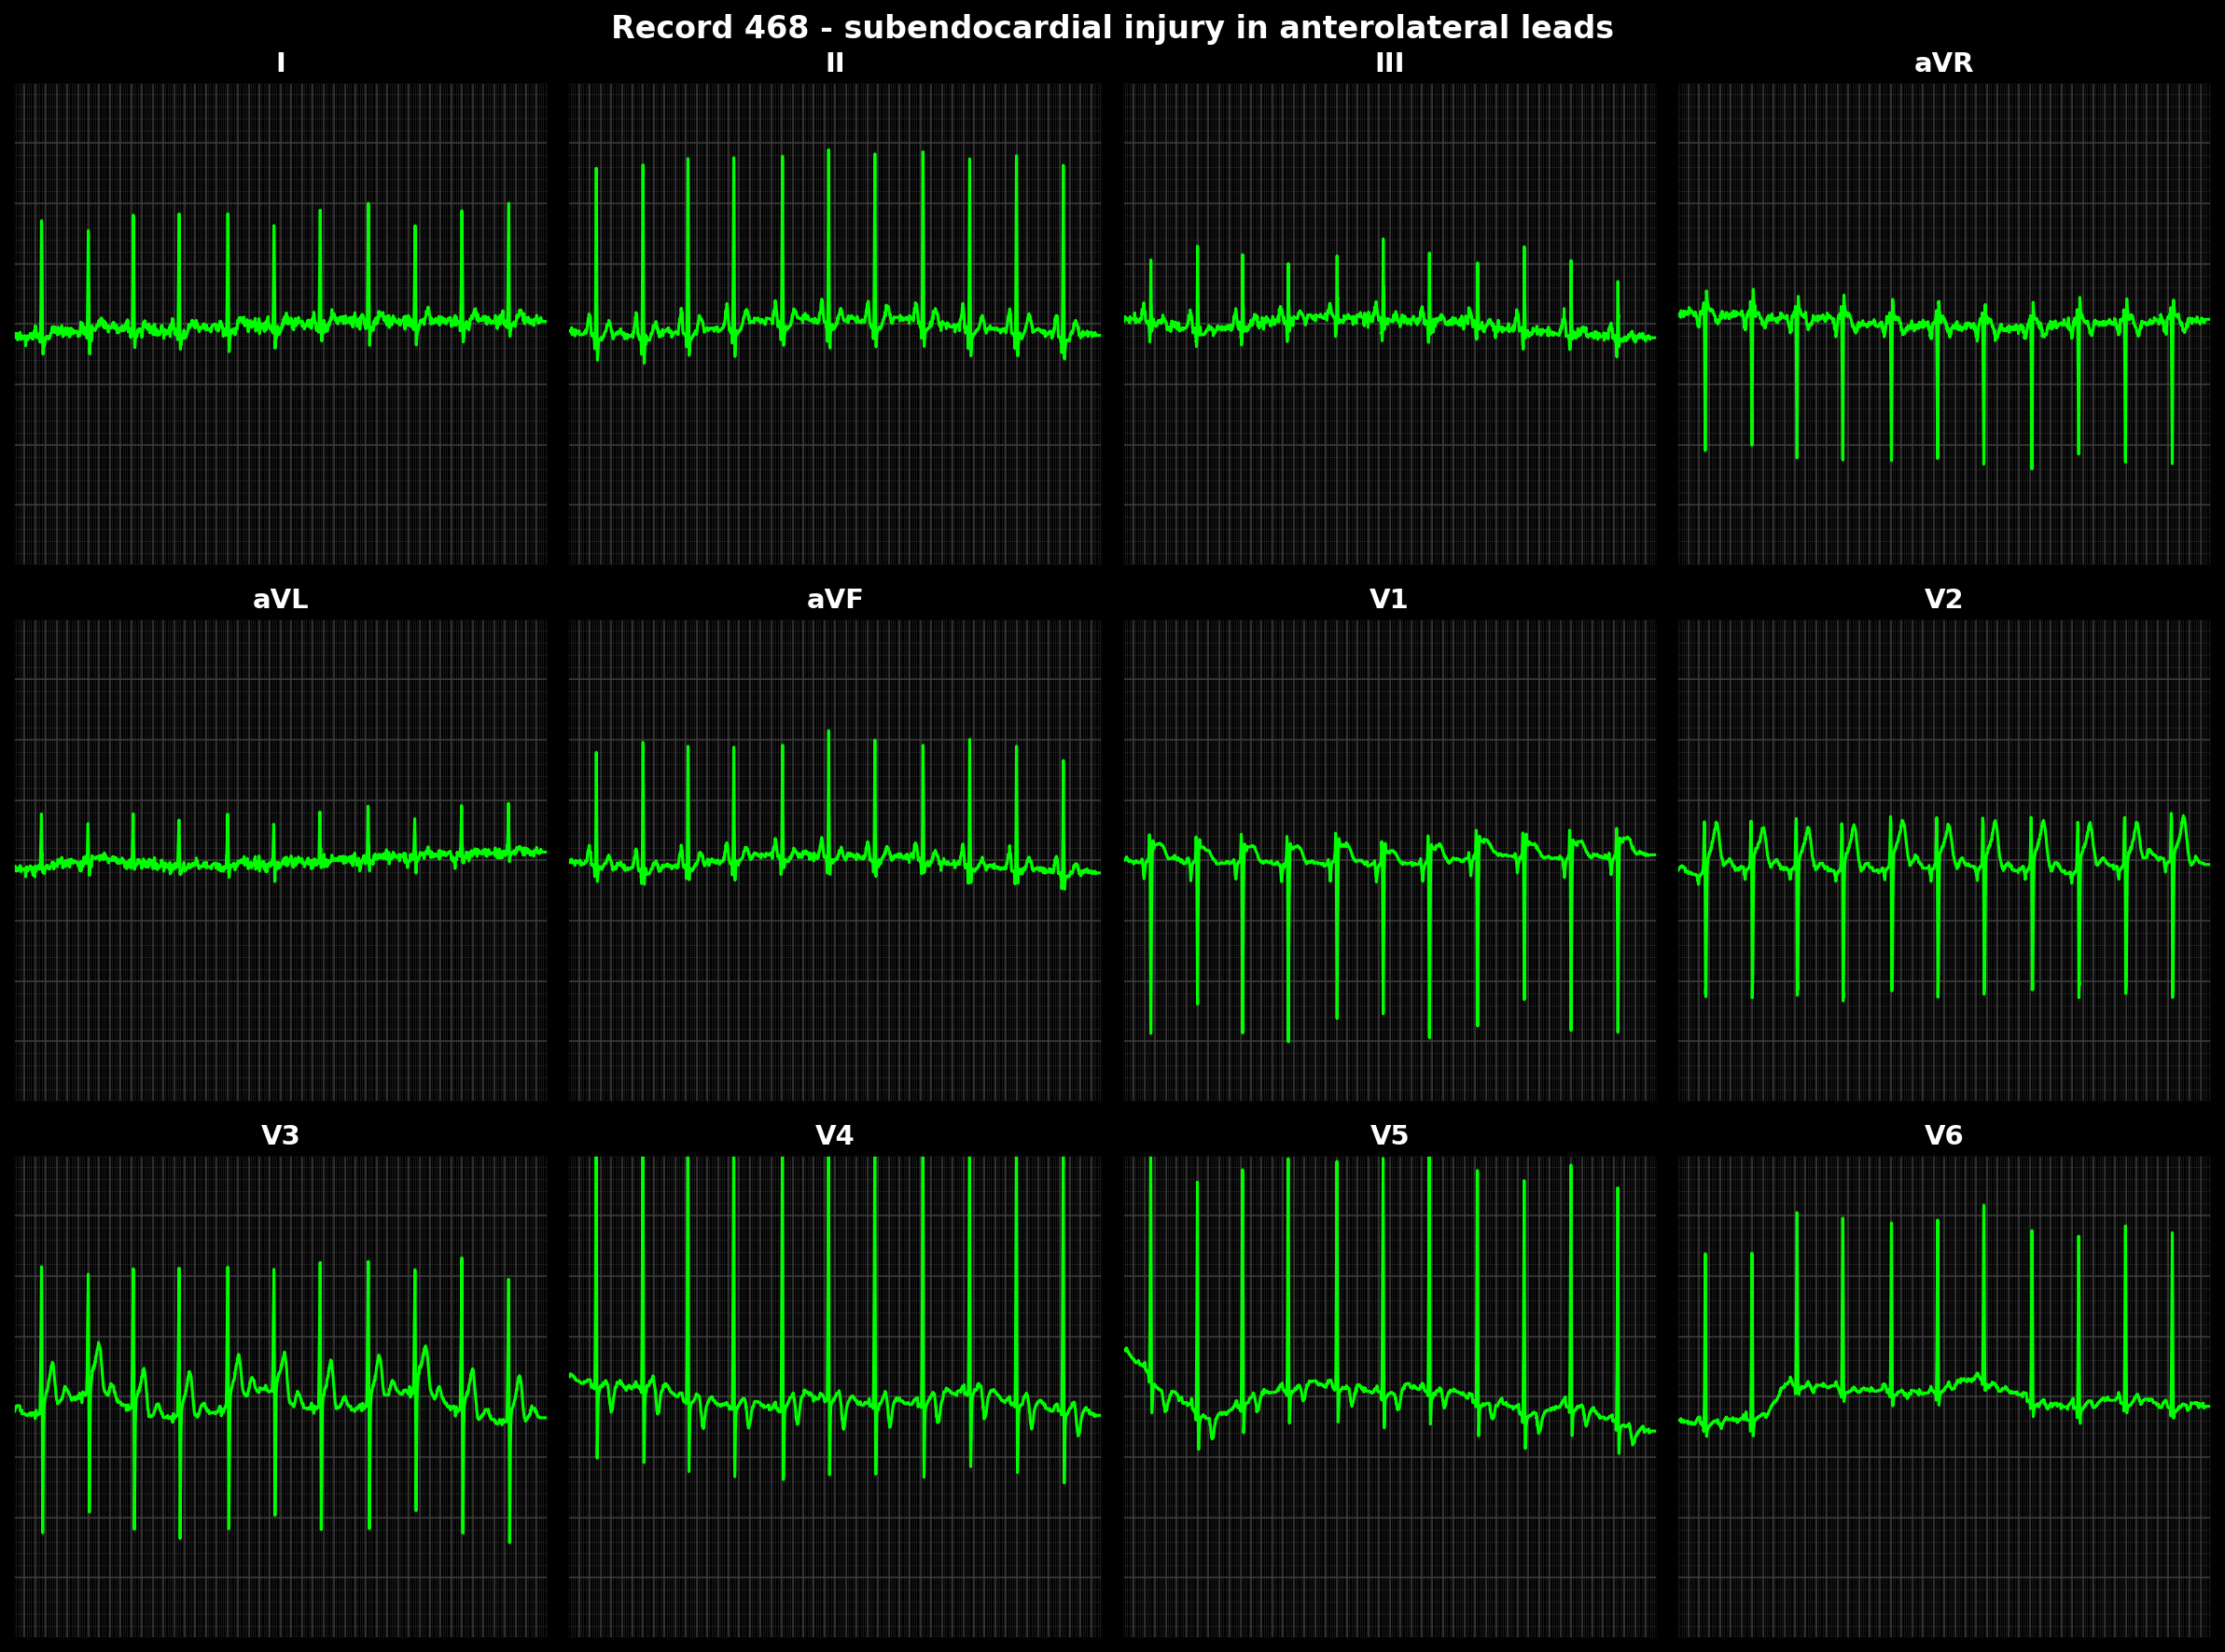 Record 468 - subendocardial injury in anterolateral leads
I II III aVR
aVL aVF V1 V2
V3 V4 V5 V6